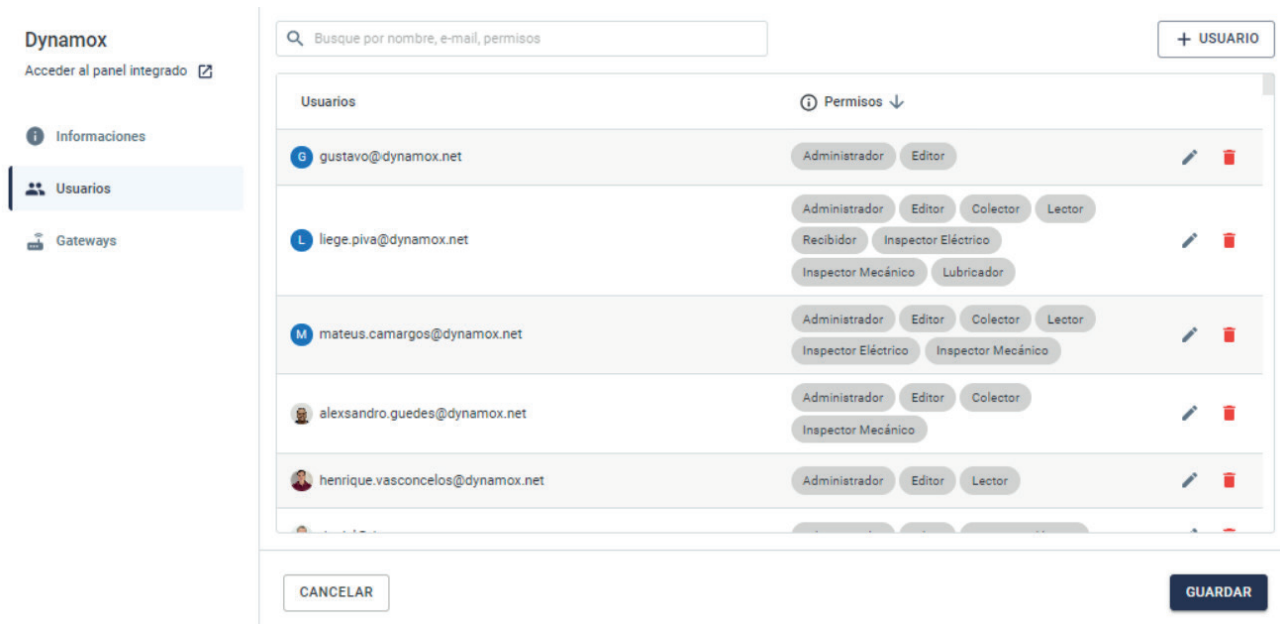 Dynamox
Acceder al panel integrado
Informaciones
Usuarios
Gateways
Busque por nombre, e-mail, permisos
+ USUARIO
Usuarios Permisos
G gustavo@dynamox.net Administrador Editor
Administrador Editor Colector Lector
L liege.piva@dynamox.net Recibidor Inspector Eléctrico
Inspector Mecánico Lubricador
M mateus.camargos@dynamox.net Administrador Editor Colector Lector
Inspector Eléctrico Inspector Mecánico
alexsandro.guedes@dynamox.net Administrador Editor Colector
Inspector Mecánico
henrique.vasconcelos@dynamox.net Administrador Editor Lector
CANCELAR GUARDAR